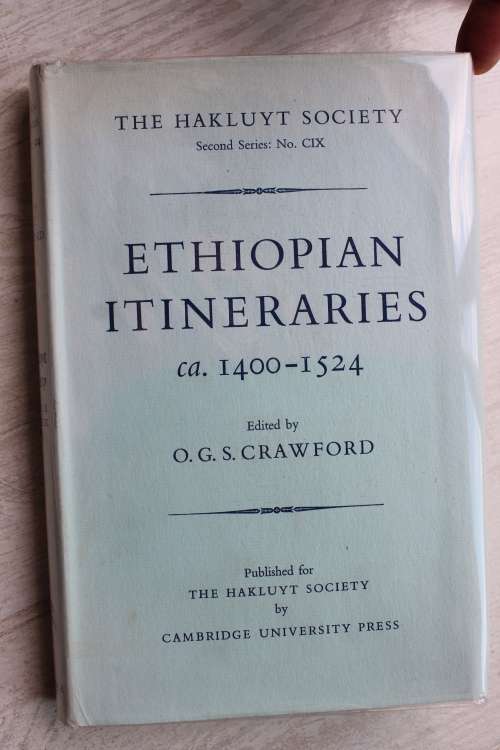 THE HAKLUYT SOCIETY
Second Series: No. CIX
ETHIOPIAN
ITINERARIES
ca. 1400–1524
Edited by
O. G. S. CRAWFORD
Published for
THE HAKLUYT SOCIETY
by
CAMBRIDGE UNIVERSITY PRESS